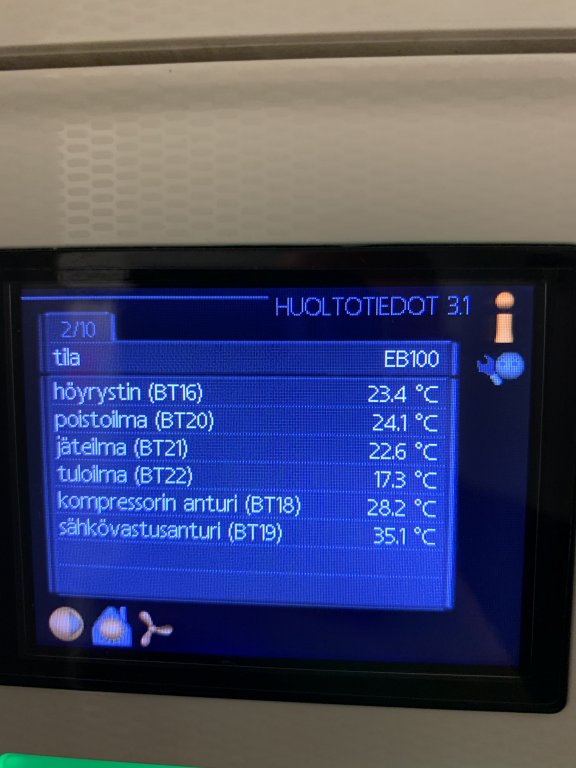 HUOLTOTIEDOT 3.1
2/10
tila EB100
höyrystin (BT16) 23.4 °C
poistoilma (BT20) 24.1 °C
jäteilma (BT21) 22.6 °C
tuloilma (BT22) 17.3 °C
kompressorin anturi (BT18) 28.2 °C
sähkövastusanturi (BT19) 35.1 °C